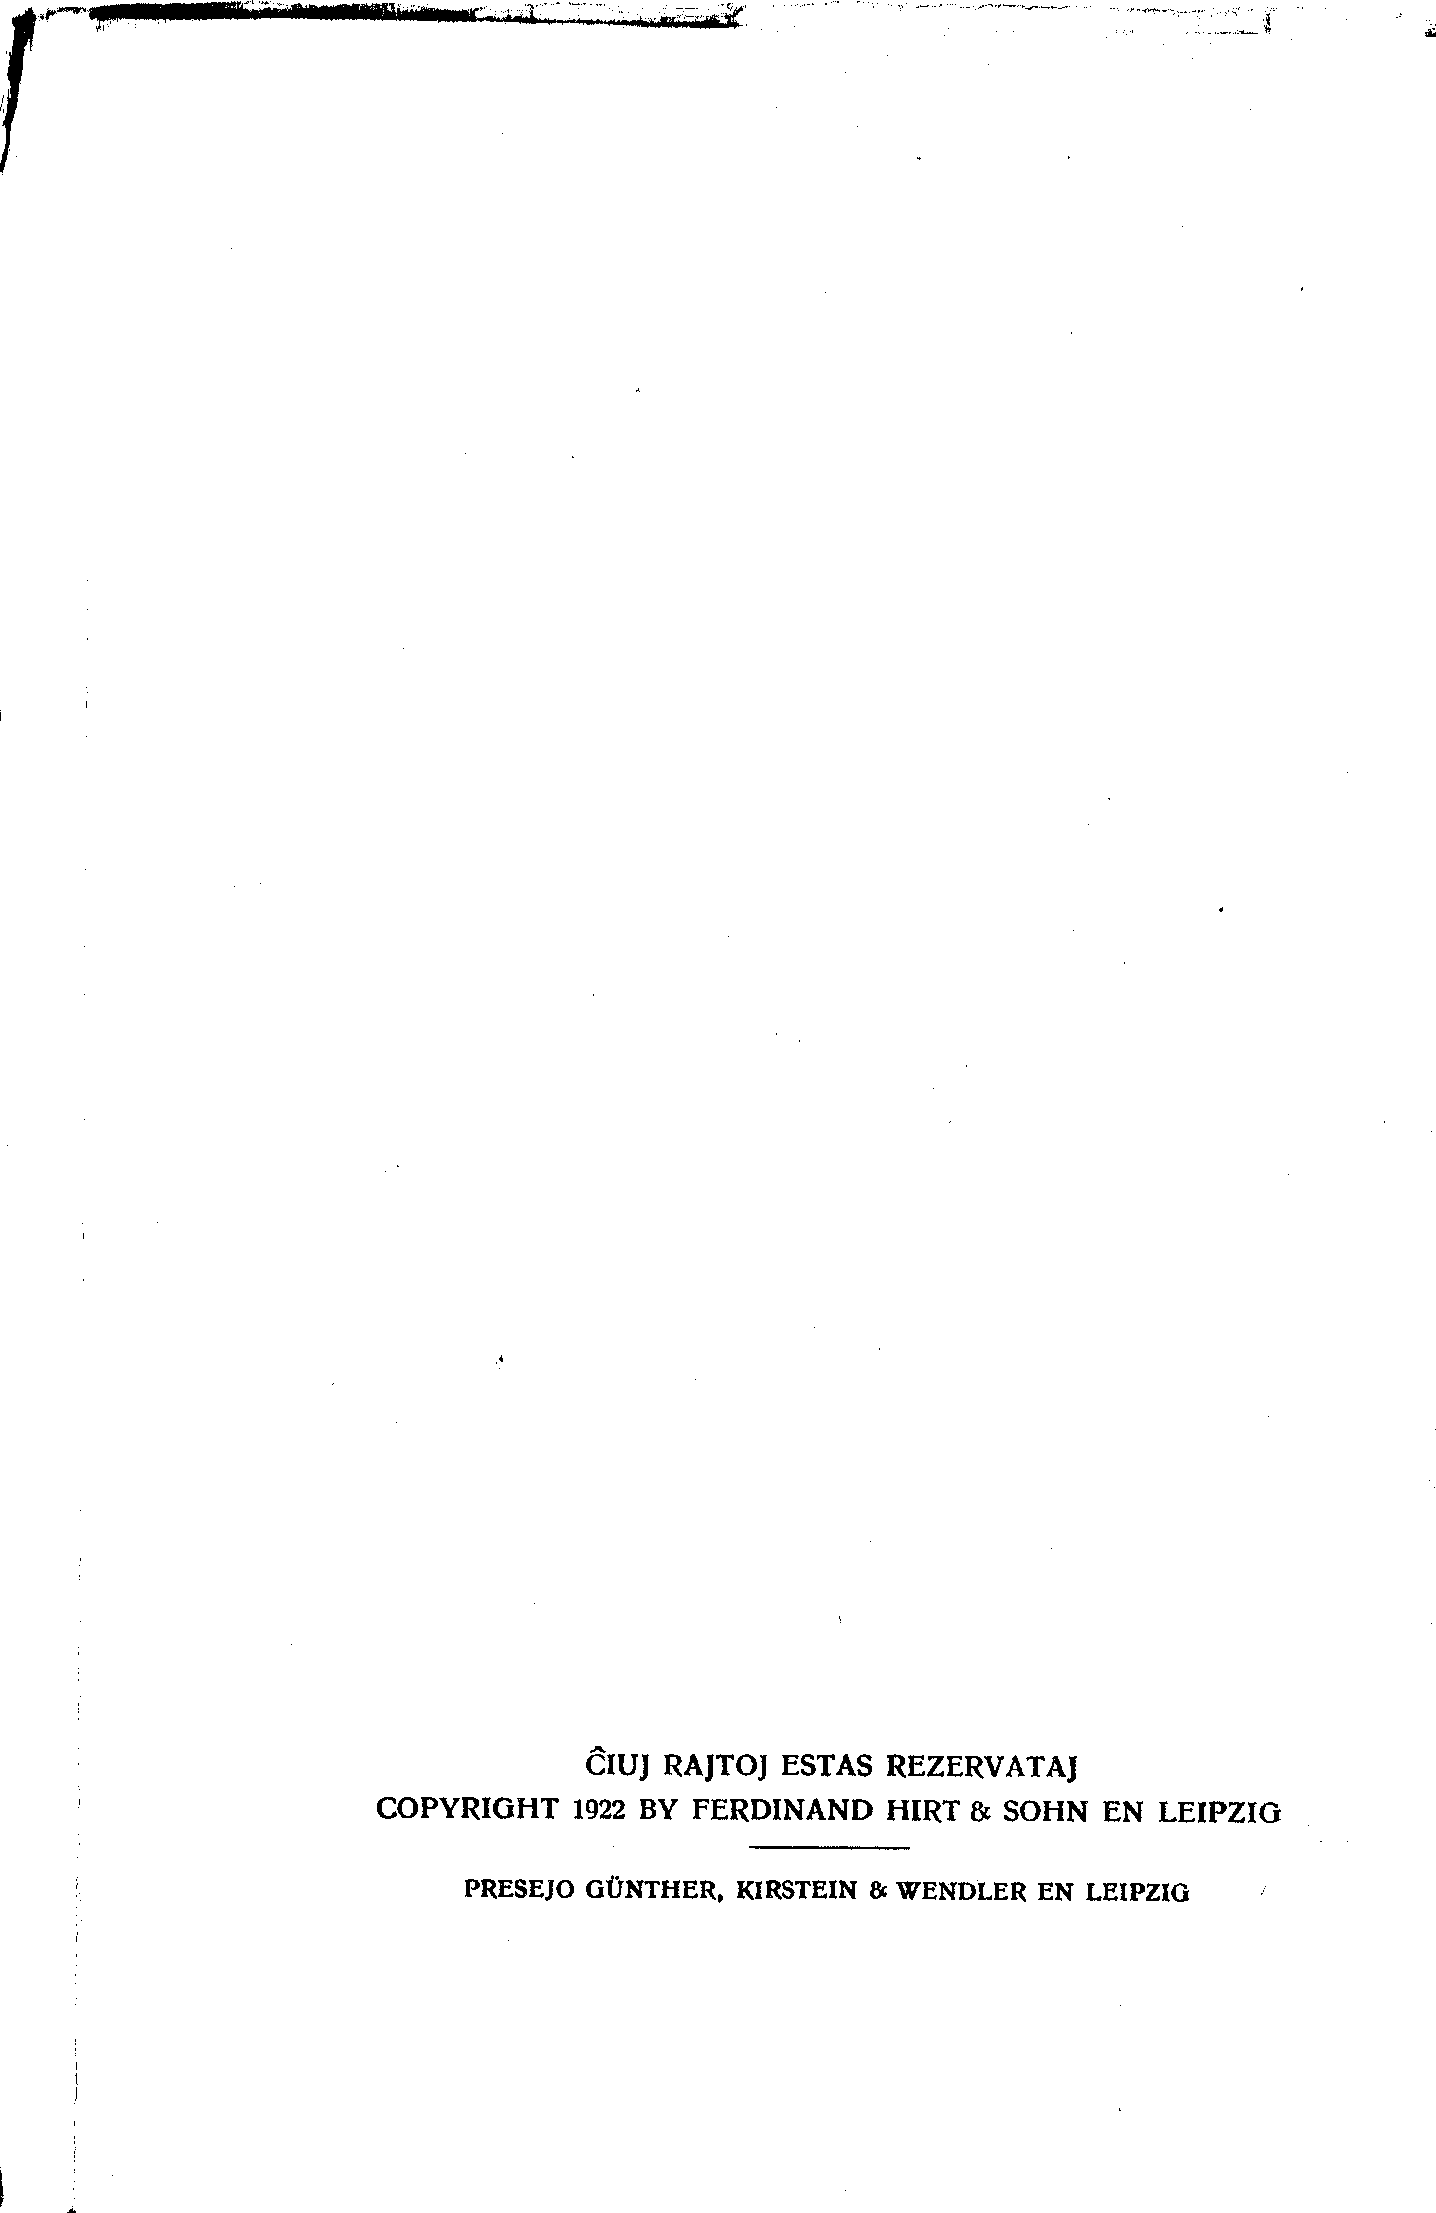 ĈIUJ RAJTOJ ESTAS REZERVATAJ
COPYRIGHT 1922 BY FERDINAND HIRT & SOHN EN LEIPZIG
PRESEJO GÜNTHER, KIRSTEIN & WENDLER EN LEIPZIG